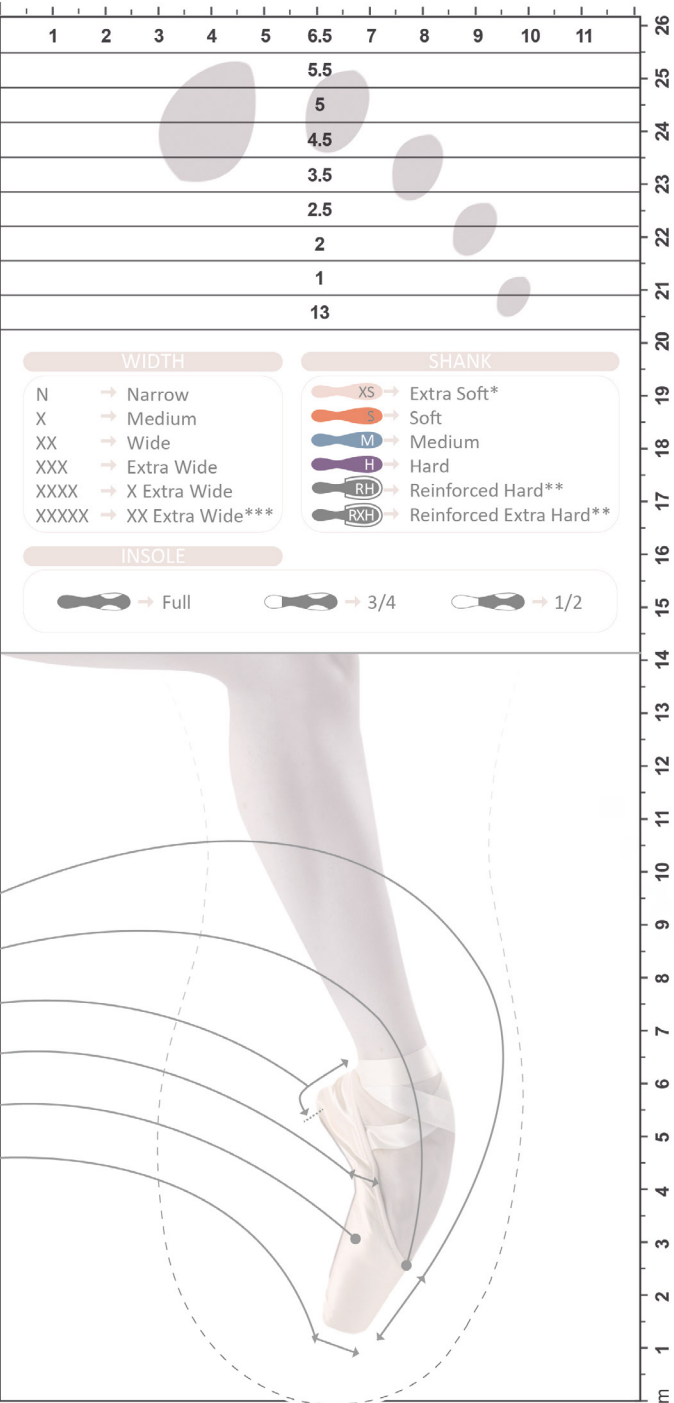 1 2 3 4 5 6.5 7 8 9 10 11
5.5
5
4.5
3.5
2.5
2
1
13
WIDTH
N → Narrow
X → Medium
XX → Wide
XXX → Extra Wide
XXXX → X Extra Wide
XXXXX → XX Extra Wide***
SHANK
XS → Extra Soft*
S → Soft
M → Medium
H → Hard
RH → Reinforced Hard**
RXH → Reinforced Extra Hard**
INSOLE
→ Full → 3/4 → 1/2
26
25
24
23
22
21
20
19
18
17
16
15
14
13
12
11
10
9
8
7
6
5
4
3
2
1
m